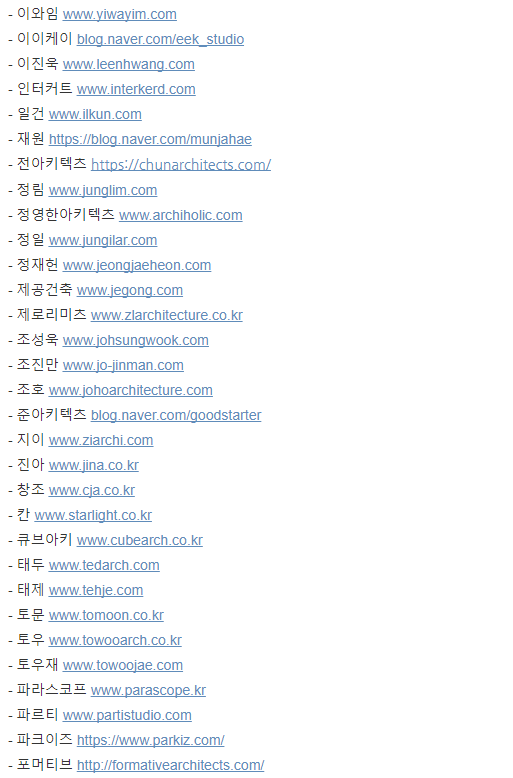 - 이와임 www.yiwayim.com
- 이이케이 blog.naver.com/eek_studio
- 이진욱 www.leenhwang.com
- 인터커트 www.interkerd.com
- 일건 www.ilkun.com
- 재원 https://blog.naver.com/munjahae
- 전아키텍츠 https://chunarchitects.com/
- 정림 www.junglim.com
- 정영한아키텍츠 www.archiholic.com
- 정일 www.jungilar.com
- 정재헌 www.jeongjaeheon.com
- 제공건축 www.jegong.com
- 제로리미츠 www.zlarchitecture.co.kr
- 조성욱 www.johsungwook.com
- 조진만 www.jo-jinman.com
- 조호 www.johoarchitecture.com
- 준아키텍츠 blog.naver.com/goodstarter
- 지이 www.ziarchi.com
- 진아 www.jina.co.kr
- 창조 www.cja.co.kr
- 칸 www.starlight.co.kr
- 큐브아키 www.cubearch.co.kr
- 태두 www.tedarch.com
- 태제 www.tehje.com
- 토문 www.tomoon.co.kr
- 토우 www.towooarch.co.kr
- 토우재 www.towoojae.com
- 파라스코프 www.parascope.kr
- 파르티 www.partistudio.com
- 파크이즈 https://www.parkiz.com/
- 포머티브 http://formativearchitects.com/